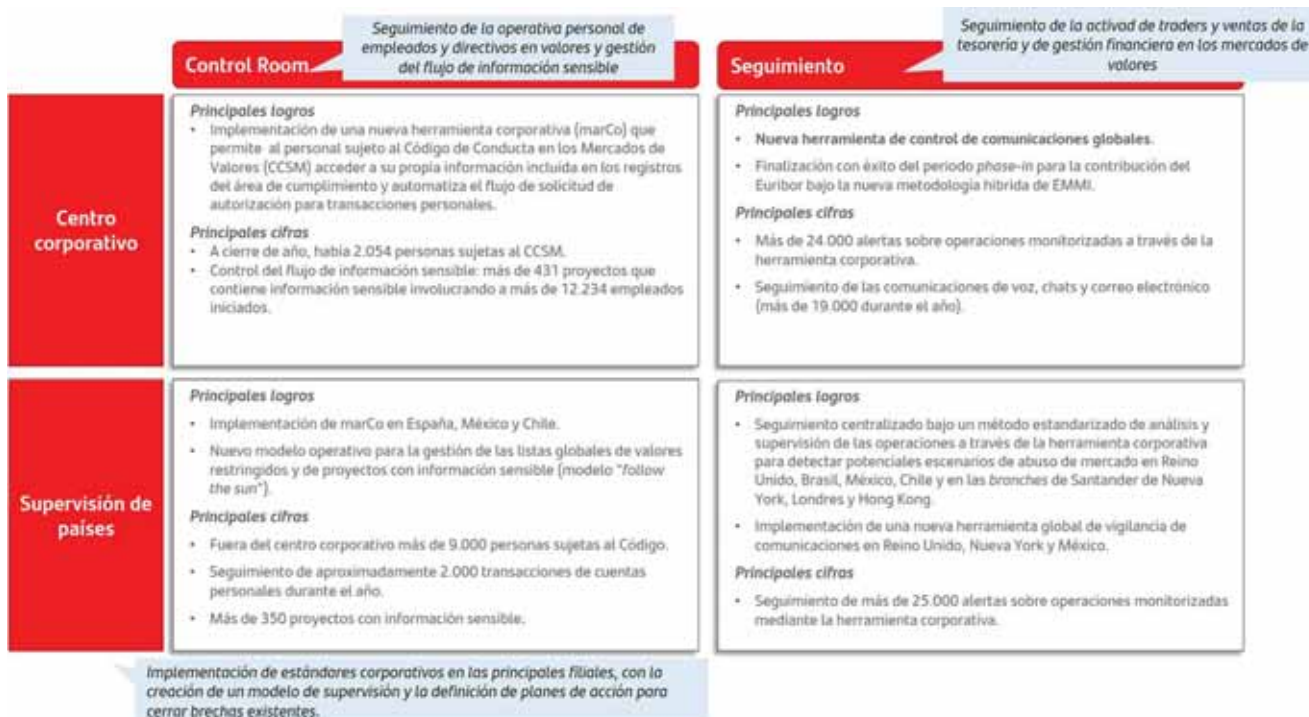 Seguimiento de la operativa personal de
empleados y directivos en valores y gestión
del flujo de información sensible
Seguimiento de la activad de traders y ventas de la
tesorería y de gestión financiera en los mercados de
valores
Control Room
Seguimiento
Centro
corporativo
Principales logros
• Implementación de una nueva herramienta corporativa (marCo) que
permite al personal sujeto al Código de Conducta en los Mercados de
Valores (CCSM) acceder a su propia información incluida en los registros
del área de cumplimiento y automatiza el flujo de solicitud de
autorización para transacciones personales.
Principales cifras
• A cierre de año, había 2.054 personas sujetas al CCSM.
• Control del flujo de información sensible: más de 431 proyectos que
contiene información sensible involucrando a más de 12.234 empleados
iniciados.
Principales logros
• Nueva herramienta de control de comunicaciones globales.
• Finalización con éxito del periodo phase-in para la contribución del
Euribor bajo la nueva metodología híbrida de EMMI.
Principales cifras
• Más de 24.000 alertas sobre operaciones monitorizadas a través de la
herramienta corporativa.
• Seguimiento de las comunicaciones de voz, chats y correo electrónico
(más de 19.000 durante el año).
Supervisión de
países
Principales logros
• Implementación de marCo en España, México y Chile.
• Nuevo modelo operativo para la gestión de las listas globales de valores
restringidos y de proyectos con información sensible (modelo "follow
the sun").
Principales cifras
• Fuera del centro corporativo más de 9.000 personas sujetas al Código.
• Seguimiento de aproximadamente 2.000 transacciones de cuentas
personales durante el año.
• Más de 350 proyectos con información sensible.
Principales logros
• Seguimiento centralizado bajo un método estandarizado de análisis y
supervisión de las operaciones a través de la herramienta corporativa
para detectar potenciales escenarios de abuso de mercado en Reino
Unido, Brasil, México, Chile y en las branches de Santander de Nueva
York, Londres y Hong Kong.
• Implementación de una nueva herramienta global de vigilancia de
comunicaciones en Reino Unido, Nueva York y México.
Principales cifras
• Seguimiento de más de 25.000 alertas sobre operaciones monitorizadas
mediante la herramienta corporativa.
Implementación de estándares corporativos en las principales filiales, con la
creación de un modelo de supervisión y la definición de planes de acción para
cerrar brechas existentes.